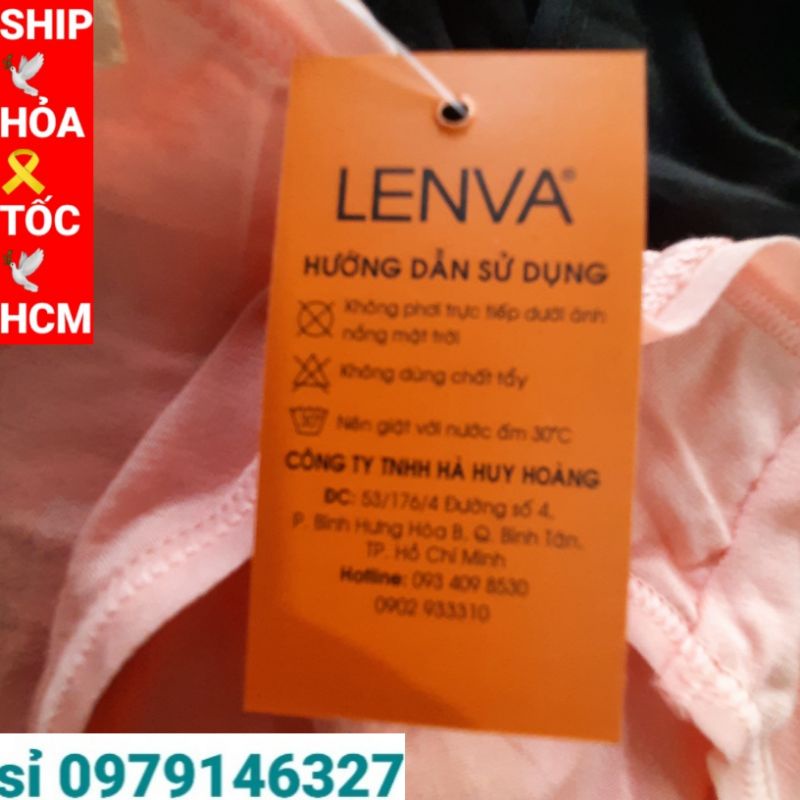 SHIP
HỎA
TỐC
HCM
LENVA®
HƯỚNG DẪN SỬ DỤNG
Không phơi trực tiếp dưới ánh
nắng mặt trời
Không dùng chất tẩy
30°
Nên giặt với nước ấm 30°C
CÔNG TY TNHH HÀ HUY HOÀNG
ĐC: 53/176/4 Đường số 4,
P. Bình Hưng Hòa B, Q. Bình Tân,
TP. Hồ Chí Minh
Hotline: 093 409 8530
0902 933310
sỉ 0979146327